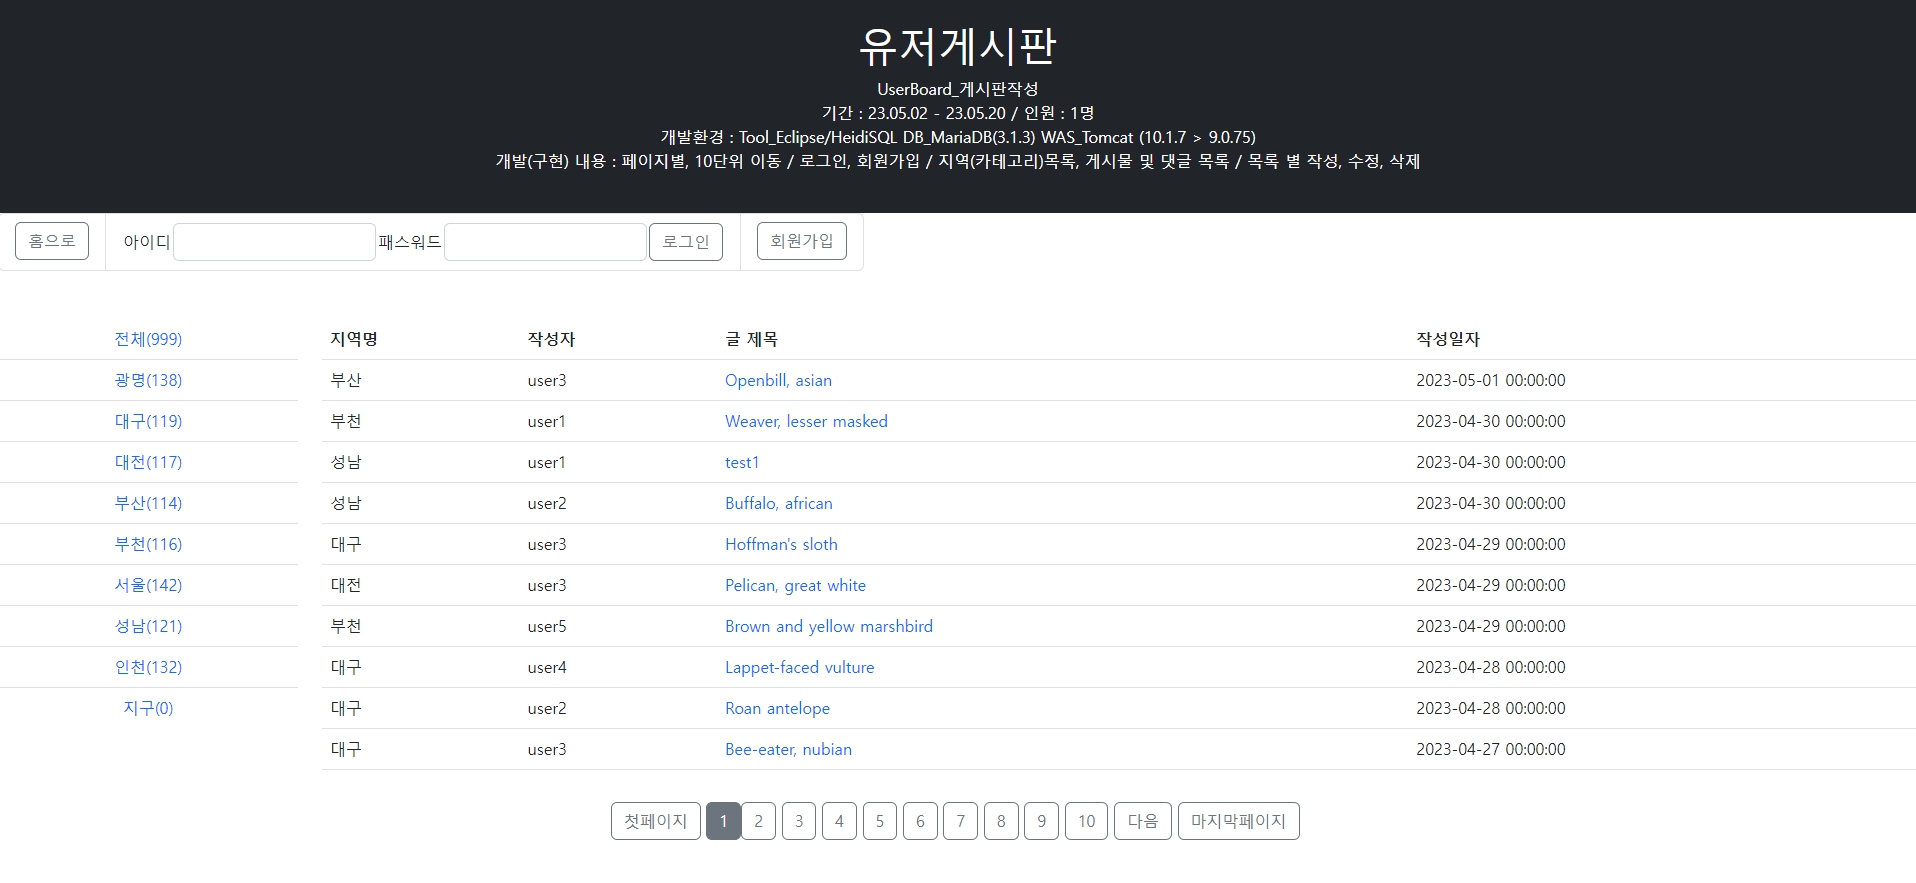 유저게시판
UserBoard_게시판작성
기간 : 23.05.02 - 23.05.20 / 인원 : 1명
개발환경 : Tool_Eclipse/HeidiSQL DB_MariaDB(3.1.3) WAS_Tomcat (10.1.7 > 9.0.75)
개발(구현) 내용 : 페이지별, 10단위 이동 / 로그인, 회원가입 / 지역(카테고리)목록, 게시물 및 댓글 목록 / 목록 별 작성, 수정, 삭제
홈으로 아이디 패스워드 로그인 회원가입
전체(999)
광명(138)
대구(119)
대전(117)
부산(114)
부천(116)
서울(142)
성남(121)
인천(132)
지구(0)
지역명 작성자 글 제목 작성일자
부산 user3 Openbill, asian 2023-05-01 00:00:00
부천 user1 Weaver, lesser masked 2023-04-30 00:00:00
성남 user1 test1 2023-04-30 00:00:00
성남 user2 Buffalo, african 2023-04-30 00:00:00
대구 user3 Hoffman's sloth 2023-04-29 00:00:00
대전 user3 Pelican, great white 2023-04-29 00:00:00
부천 user5 Brown and yellow marshbird 2023-04-29 00:00:00
대구 user4 Lappet-faced vulture 2023-04-28 00:00:00
대구 user2 Roan antelope 2023-04-28 00:00:00
대구 user3 Bee-eater, nubian 2023-04-27 00:00:00
첫페이지 1 2 3 4 5 6 7 8 9 10 다음 마지막페이지